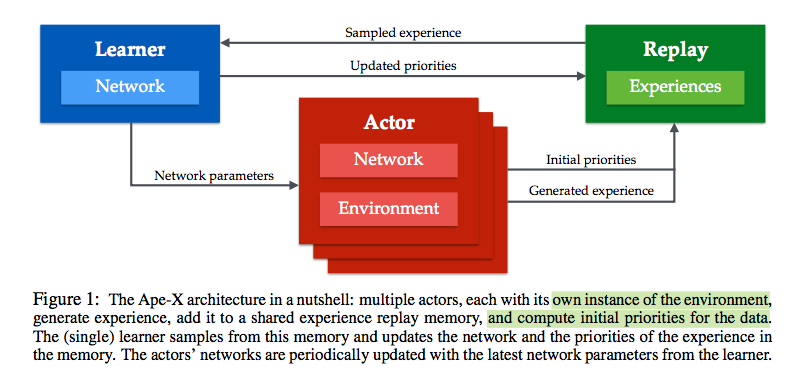 Sampled experience
Learner
Replay
Updated priorities
Network
Experiences
Actor
Network
Initial priorities
Network parameters
Generated experience
Environment
Figure 1: The Ape-X architecture in a nutshell: multiple actors, each with its own instance of the environment,
generate experience, add it to a shared experience replay memory, and compute initial priorities for the data.
The (single) learner samples from this memory and updates the network and the priorities of the experience in
the memory. The actors' networks are periodically updated with the latest network parameters from the learner.